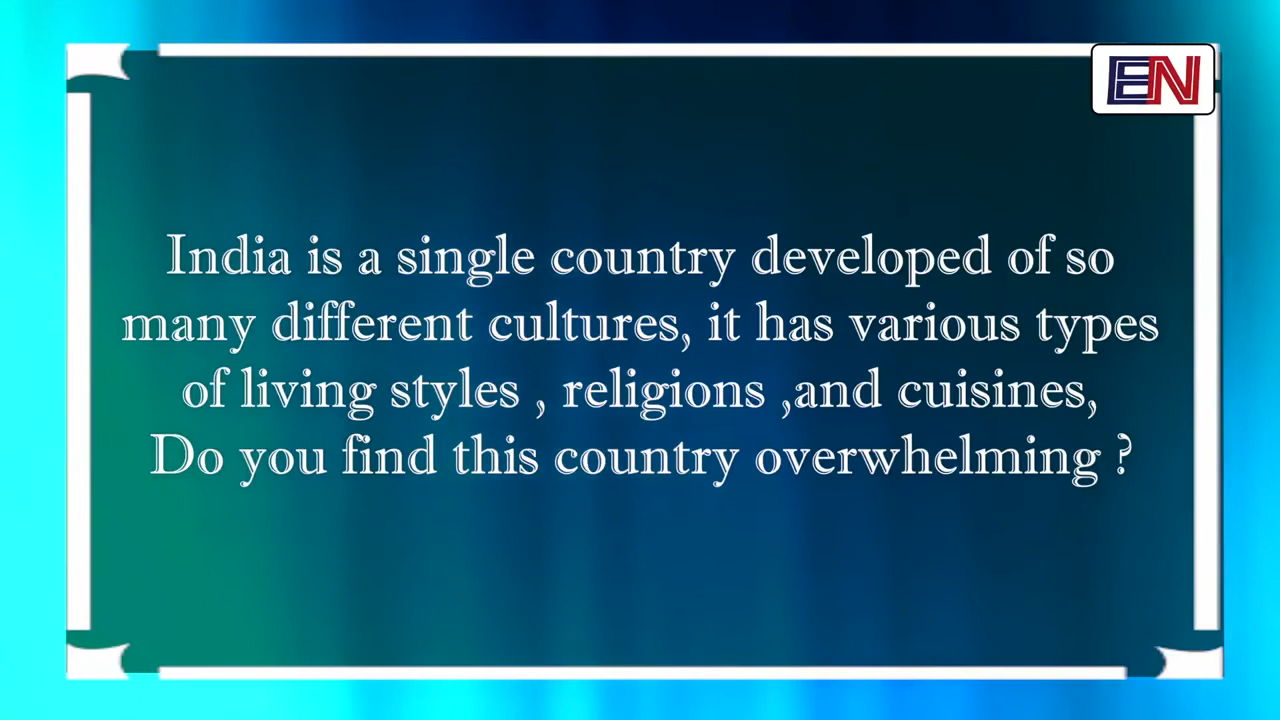 EN
India is a single country developed of so
many different cultures, it has various types
of living styles , religions ,and cuisines,
Do you find this country overwhelming ?